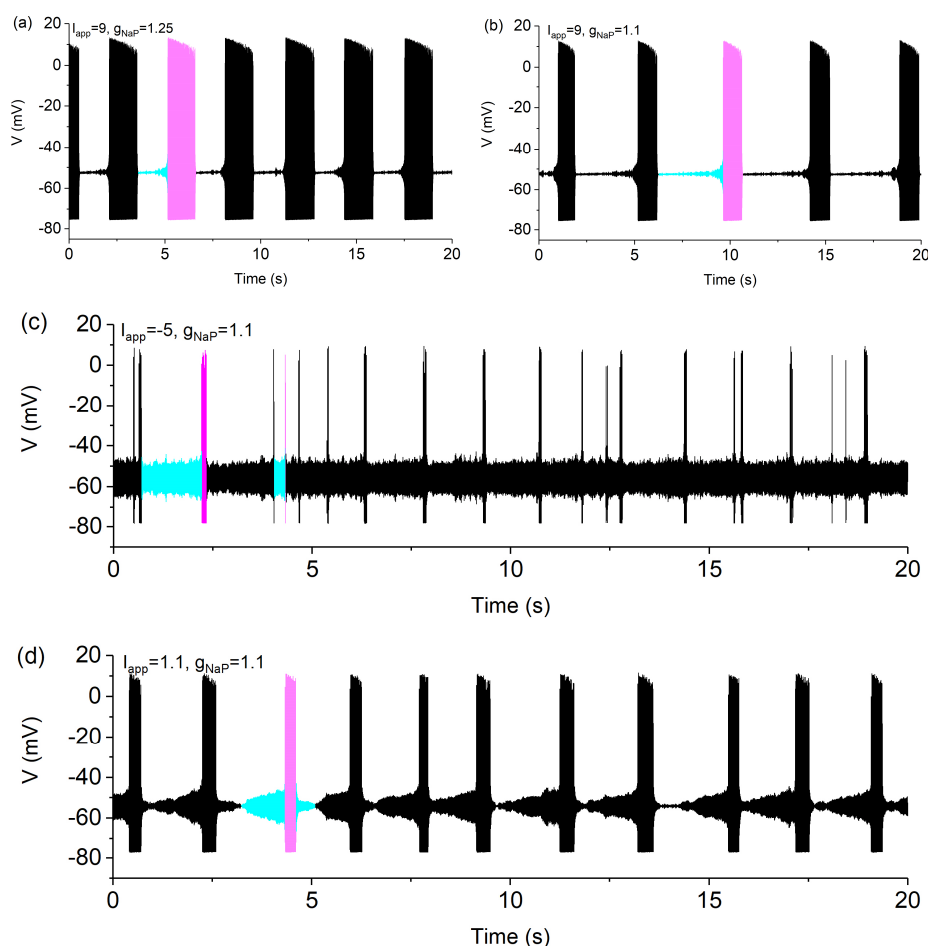 (a)
I_app=9, g_NaP=1.25
20
0
-20
-40
-60
-80
V (mV)
0 5 10 15 20
Time (s)
(b)
I_app=9, g_NaP=1.1
20
0
-20
-40
-60
-80
V (mV)
0 5 10 15 20
Time (s)
(c)
I_app=-5, g_NaP=1.1
20
0
-20
-40
-60
-80
V (mV)
0 5 10 15 20
Time (s)
(d)
I_app=1.1, g_NaP=1.1
20
0
-20
-40
-60
-80
V (mV)
0 5 10 15 20
Time (s)